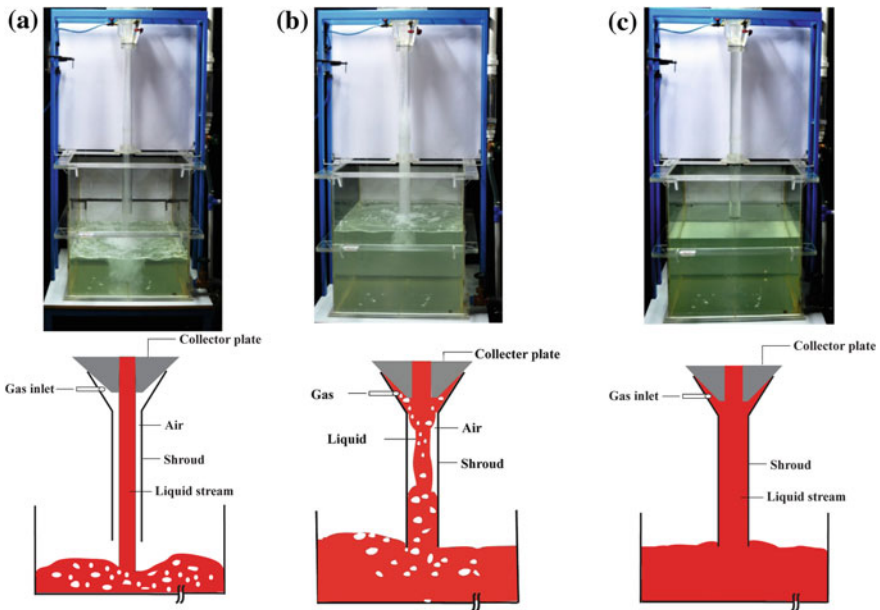 (a)
(b)
(c)
Collector plate
Gas inlet
Air
Shroud
Liquid stream
Collecter plate
Gas
Air
Liquid
Shroud
Collector plate
Gas inlet
Shroud
Liquid stream